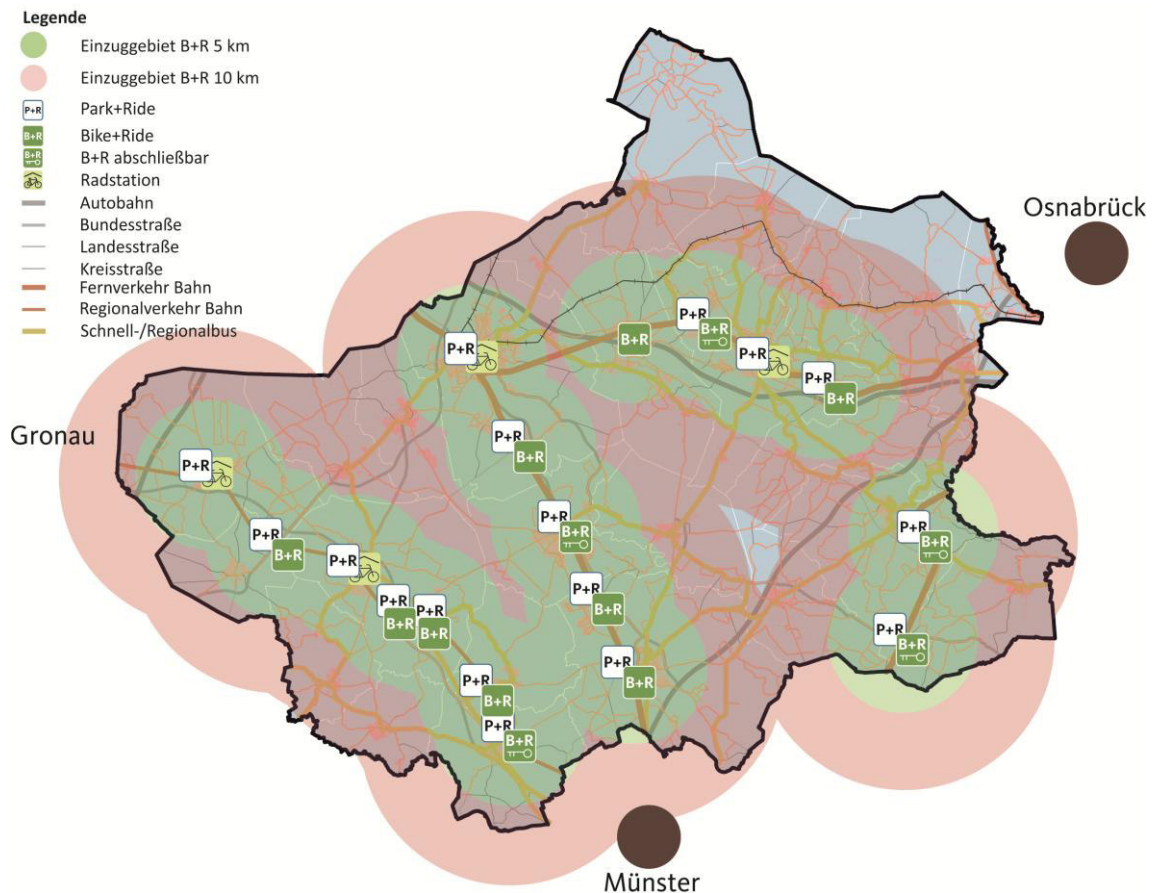 Legende
Einzuggebiet B+R 5 km
Einzuggebiet B+R 10 km
P+R Park+Ride
B+R Bike+Ride
B+R B+R abschließbar
Radstation
Autobahn
Bundesstraße
Landesstraße
Kreisstraße
Fernverkehr Bahn
Regionalverkehr Bahn
Schnell-/Regionalbus
Osnabrück
P+R
B+R
B+R
P+R
P+R
P+R
B+R
Gronau
P+R
B+R
P+R
P+R
B+R
P+R
B+R
P+R
B+R
P+R
P+R
B+R
P+R
P+R
B+R
B+R
B+R
P+R
B+R
P+R
B+R
P+R
B+R
P+R
B+R
Münster